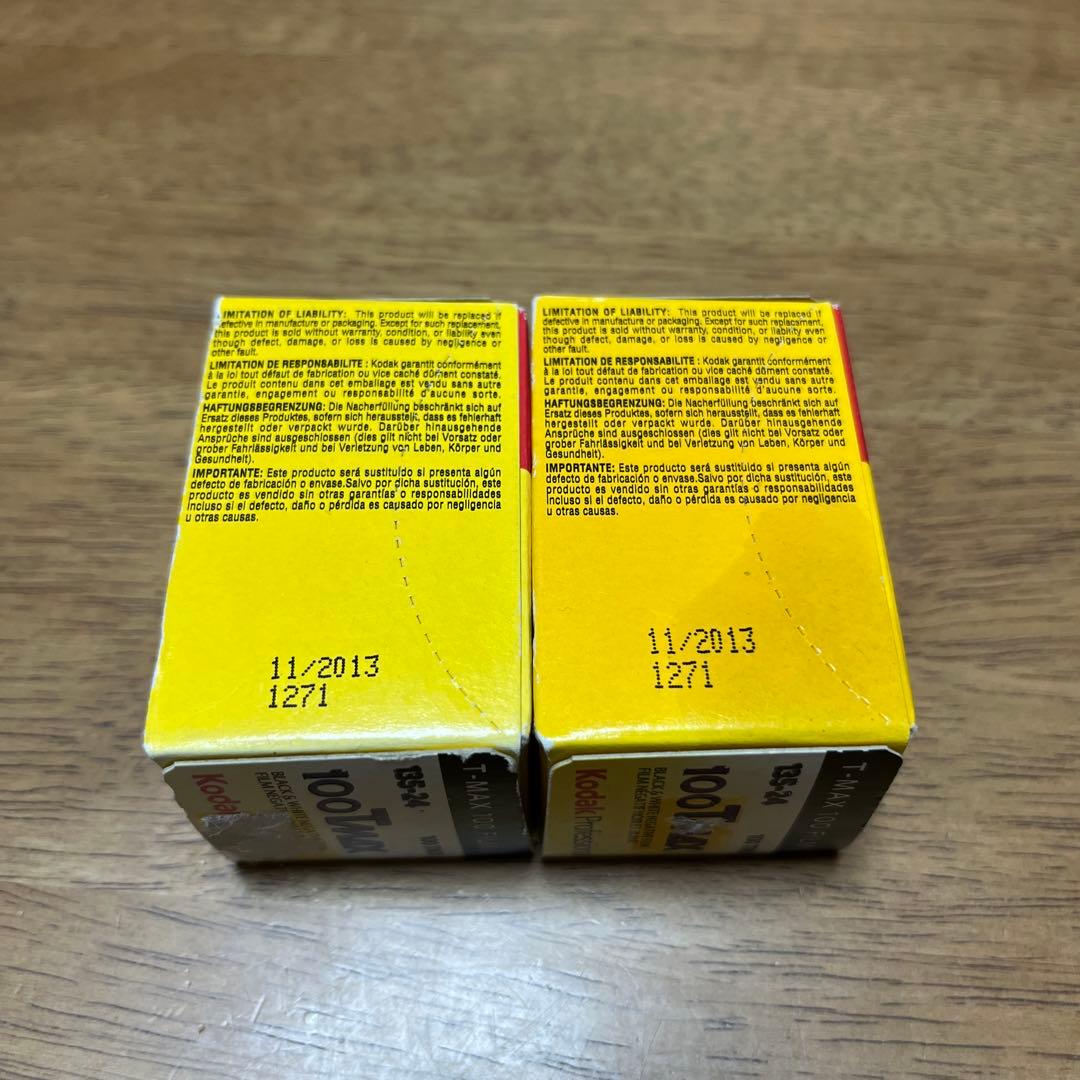 LIMITATION OF LIABILITY: This product will be replaced if
defective in manufacture or packaging. Except for such replacement,
this product is sold without warranty, condition, or liability even
though defect, damage, or loss is caused by negligence or
other fault.
LIMITATION DE RESPONSABILITE : Kodak garantit conformément
à la loi tout défaut de fabrication ou vice caché dûment constaté.
Le produit contenu dans cet emballage est vendu sans autre
garantie, engagement ou responsabilité d'aucune sorte.
HAFTUNGSBEGRENZUNG: Die Nacherfüllung beschränkt sich auf
Ersatz dieses Produktes, sofern sich herausstellt, dass es fehlerhaft
hergestellt oder verpackt wurde. Darüber hinausgehende
Ansprüche sind ausgeschlossen (dies gilt nicht bei Vorsatz oder
grober Fahrlässigkeit und bei Verletzung von Leben, Körper und
Gesundheit).
IMPORTANTE: Este producto será sustituido si presenta algún
defecto de fabricación o envase.Salvo por dicha sustitución, este
producto es vendido sin otras garantías o responsabilidades
incluso si el defecto, daño o pérdida es causado por negligencia
u otras causas.
11/2013
1271
T-MAX 100
135-24
100 TMAX
BLACK & WHITE
FILM
Kodak
LIMITATION OF LIABILITY: This product will be replaced if
defective in manufacture or packaging. Except for such replacement,
this product is sold without warranty, condition, or liability even
though defect, damage, or loss is caused by negligence or
other fault.
LIMITATION DE RESPONSABILITE : Kodak garantit conformément
à la loi tout défaut de fabrication ou vice caché dûment constaté.
Le produit contenu dans cet emballage est vendu sans autre
garantie, engagement ou responsabilité d'aucune sorte.
HAFTUNGSBEGRENZUNG: Die Nacherfüllung beschränkt sich auf
Ersatz dieses Produktes, sofern sich herausstellt, dass es fehlerhaft
hergestellt oder verpackt wurde. Darüber hinausgehende
Ansprüche sind ausgeschlossen (dies gilt nicht bei Vorsatz oder
grober Fahrlässigkeit und bei Verletzung von Leben, Körper und
Gesundheit).
IMPORTANTE: Este producto será sustituido si presenta algún
defecto de fabricación o envase.Salvo por dicha sustitución, este
producto es vendido sin otras garantías o responsabilidades
incluso si el defecto, daño o pérdida es causado por negligencia
u otras causas.
11/2013
1271
T-MAX 100
135-24
100 TMAX
BLACK & WHITE
FILM
Kodak Professional